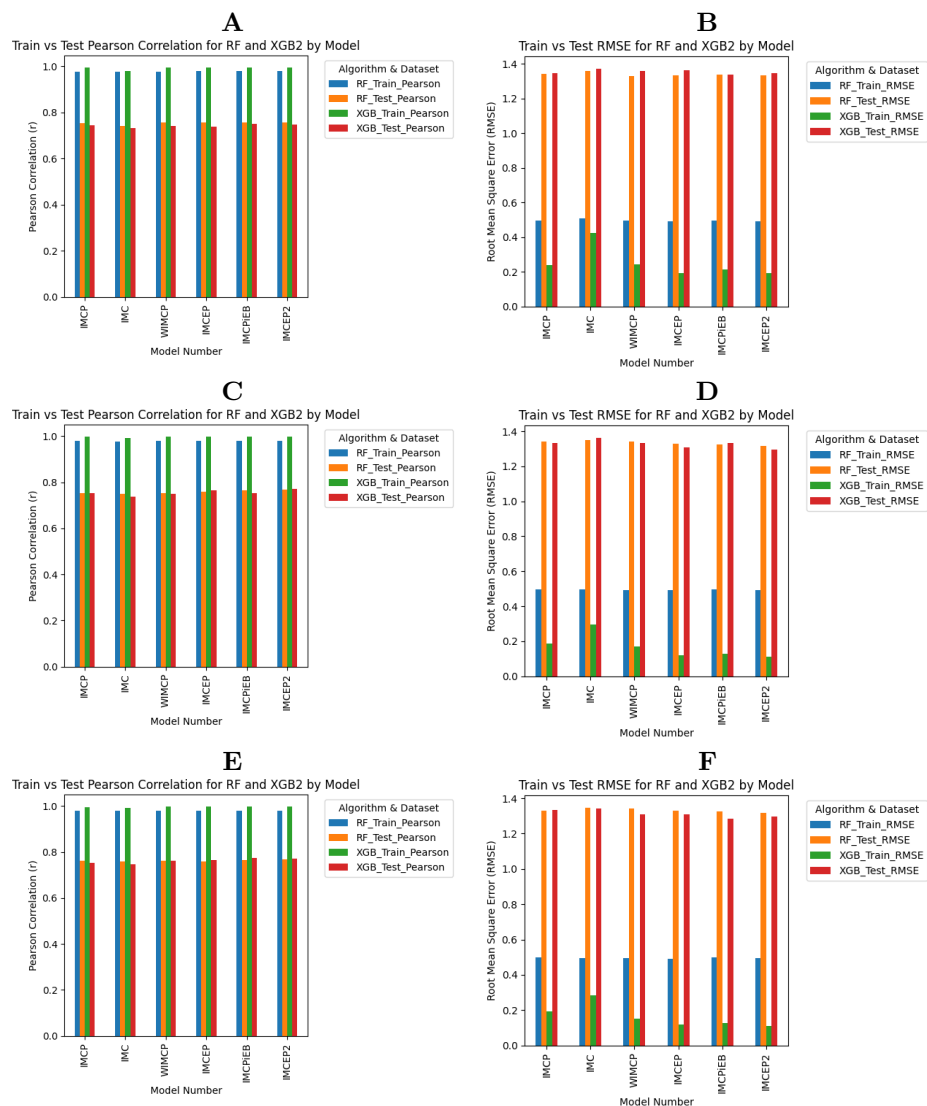 A
Train vs Test Pearson Correlation for RF and XGB2 by Model
Pearson Correlation (r)
1.0
0.8
0.6
0.4
0.2
0.0
IMCP
IMC
WIMCP
IMCEP
IMCPiEB
IMCEP2
Model Number
Algorithm & Dataset
RF_Train_Pearson
RF_Test_Pearson
XGB_Train_Pearson
XGB_Test_Pearson
B
Train vs Test RMSE for RF and XGB2 by Model
Root Mean Square Error (RMSE)
1.4
1.2
1.0
0.8
0.6
0.4
0.2
0.0
IMCP
IMC
WIMCP
IMCEP
IMCPiEB
IMCEP2
Model Number
Algorithm & Dataset
RF_Train_RMSE
RF_Test_RMSE
XGB_Train_RMSE
XGB_Test_RMSE
C
Train vs Test Pearson Correlation for RF and XGB2 by Model
Pearson Correlation (r)
1.0
0.8
0.6
0.4
0.2
0.0
IMCP
IMC
WIMCP
IMCEP
IMCPiEB
IMCEP2
Model Number
Algorithm & Dataset
RF_Train_Pearson
RF_Test_Pearson
XGB_Train_Pearson
XGB_Test_Pearson
D
Train vs Test RMSE for RF and XGB2 by Model
Root Mean Square Error (RMSE)
1.4
1.2
1.0
0.8
0.6
0.4
0.2
0.0
IMCP
IMC
WIMCP
IMCEP
IMCPiEB
IMCEP2
Model Number
Algorithm & Dataset
RF_Train_RMSE
RF_Test_RMSE
XGB_Train_RMSE
XGB_Test_RMSE
E
Train vs Test Pearson Correlation for RF and XGB2 by Model
Pearson Correlation (r)
1.0
0.8
0.6
0.4
0.2
0.0
IMCP
IMC
WIMCP
IMCEP
IMCPiEB
IMCEP2
Model Number
Algorithm & Dataset
RF_Train_Pearson
RF_Test_Pearson
XGB_Train_Pearson
XGB_Test_Pearson
F
Train vs Test RMSE for RF and XGB2 by Model
Root Mean Square Error (RMSE)
1.4
1.2
1.0
0.8
0.6
0.4
0.2
0.0
IMCP
IMC
WIMCP
IMCEP
IMCPiEB
IMCEP2
Model Number
Algorithm & Dataset
RF_Train_RMSE
RF_Test_RMSE
XGB_Train_RMSE
XGB_Test_RMSE